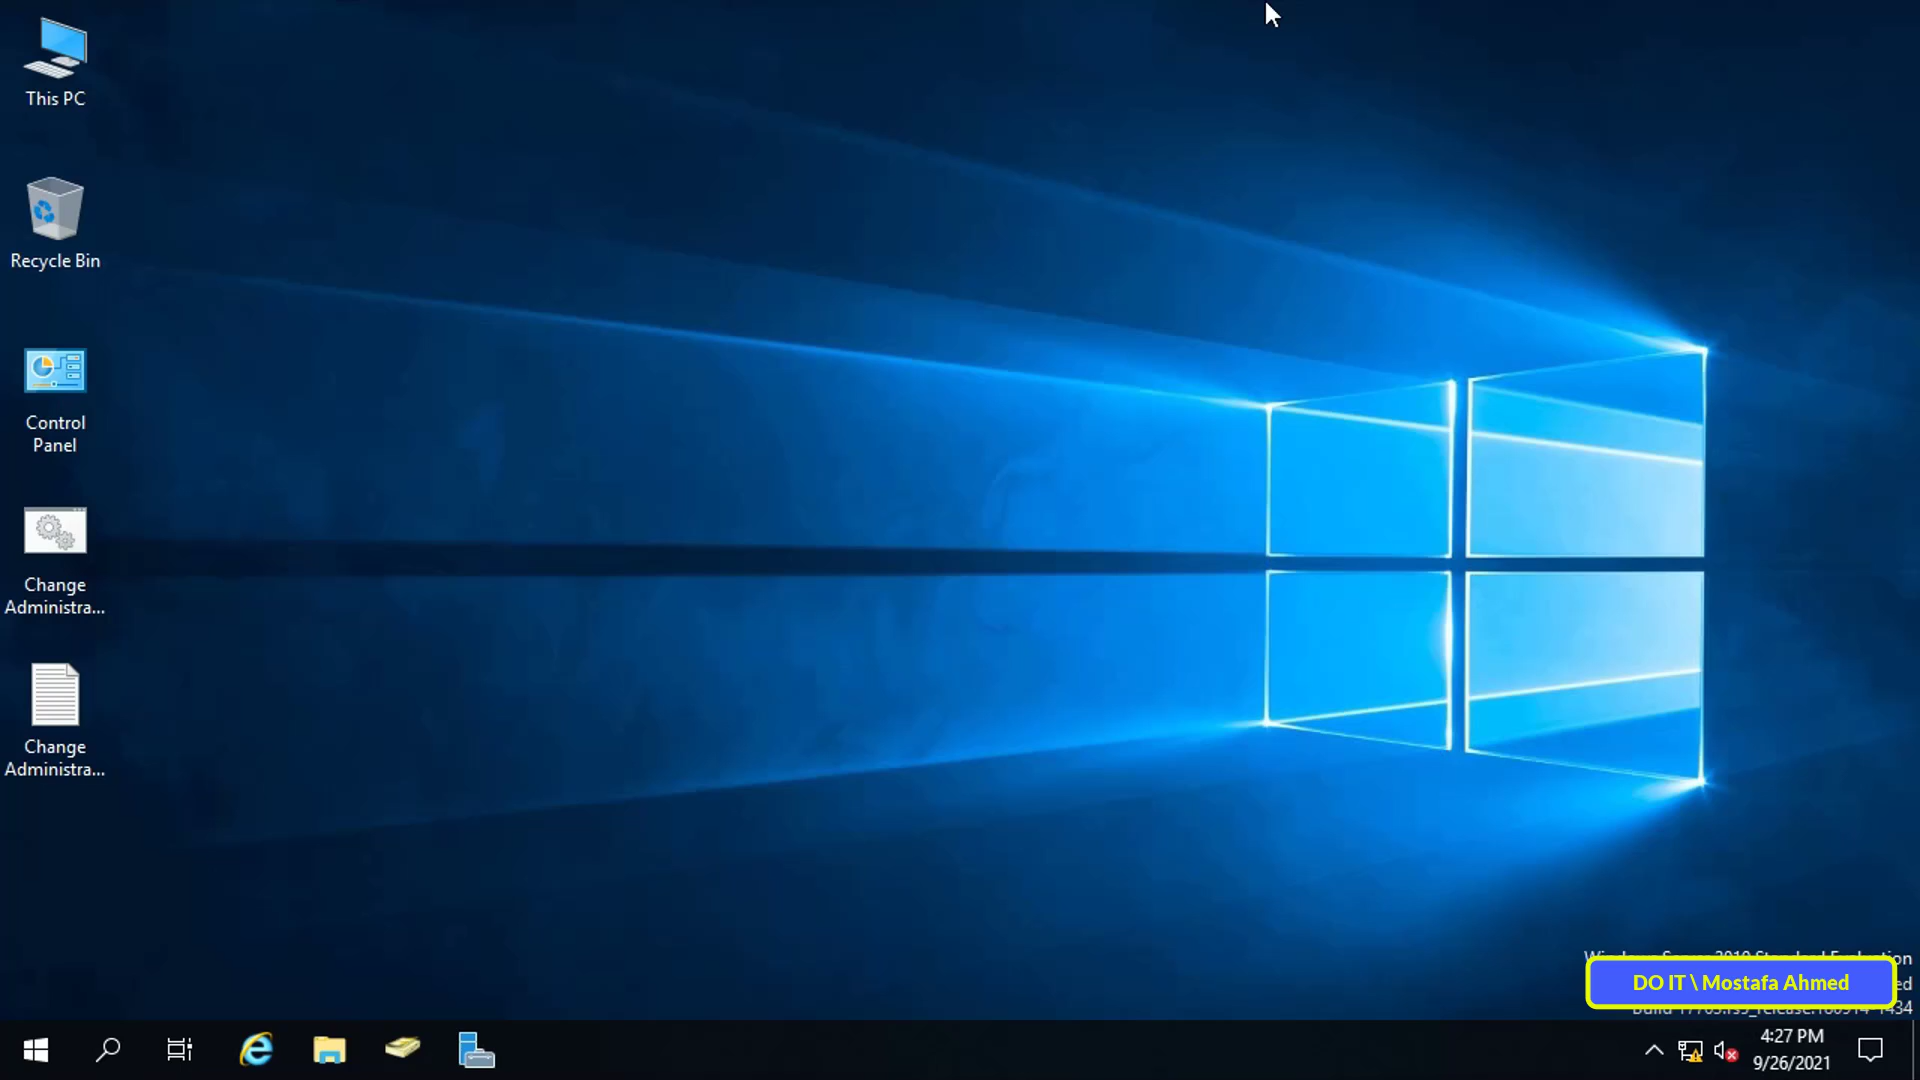 This PC
Recycle Bin
Control
Panel
Change
Administra...
Change
Administra...
DO IT \ Mostafa Ahmed
4:27 PM
9/26/2021